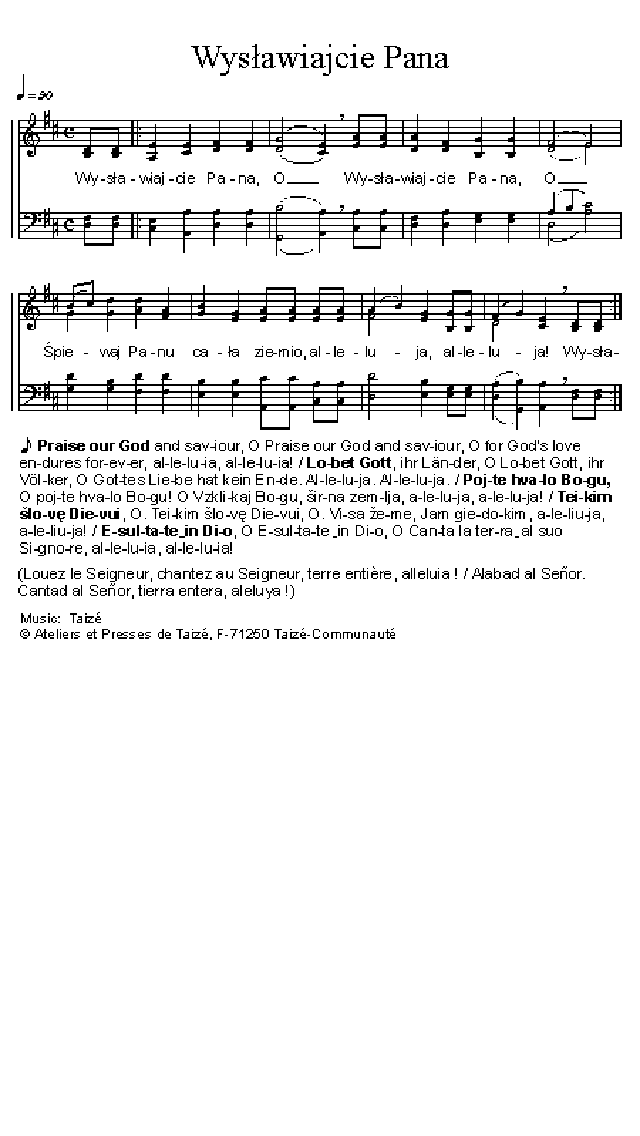 Wysławiajcie Pana
♩=90
Wy-sła-wiaj-cie Pa-na, O Wy-sła-wiaj-cie Pa-na, O
Śpie-waj Pa-nu ca-ła zie-mio, al-le-lu-ja, al-le-lu-ja! Wy-sła-
♪ Praise our God and sav-iour, O Praise our God and sav-iour, O for God's love
en-dures for-ev-er, al-le-lu-ia, al-le-lu-ia! / Lo-bet Gott, ihr Län-der, O Lo-bet Gott, ihr
Völ-ker, O Got-tes Lie-be hat kein En-de. Al-le-lu-ja. Al-le-lu-ja. / Poj-te hva-lo Bo-gu,
O poj-te hva-lo Bo-gu! O Vzkli-kaj Bo-gu, šir-na zem-lja, a-le-lu-ja, a-le-lu-ja! / Tei-kim
šlo-vę Die-vui, O. Tei-kim šlo-vę Die-vui, O. Vi-sa že-me, Jam gie-do-kim, a-le-liu-ja,
a-le-liu-ja! / E-sul-ta-te_in Di-o, O E-sul-ta-te_in Di-o, O Can-ta la ter-ra_al suo
Si-gno-re, al-le-lu-ia, al-le-lu-ia!
(Louez le Seigneur, chantez au Seigneur, terre entière, alleluia ! / Alabad al Señor.
Cantad al Señor, tierra entera, aleluya !)
Music: Taizé
© Ateliers et Presses de Taizé, F-71250 Taizé-Communauté